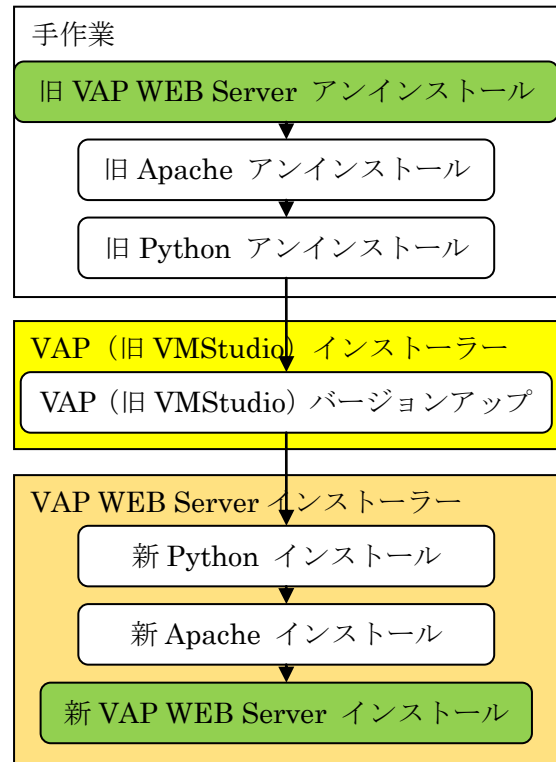 手作業
旧 VAP WEB Server アンインストール
旧 Apache アンインストール
旧 Python アンインストール
VAP（旧 VMStudio）インストーラー
VAP（旧 VMStudio）バージョンアップ
VAP WEB Server インストーラー
新 Python インストール
新 Apache インストール
新 VAP WEB Server インストール